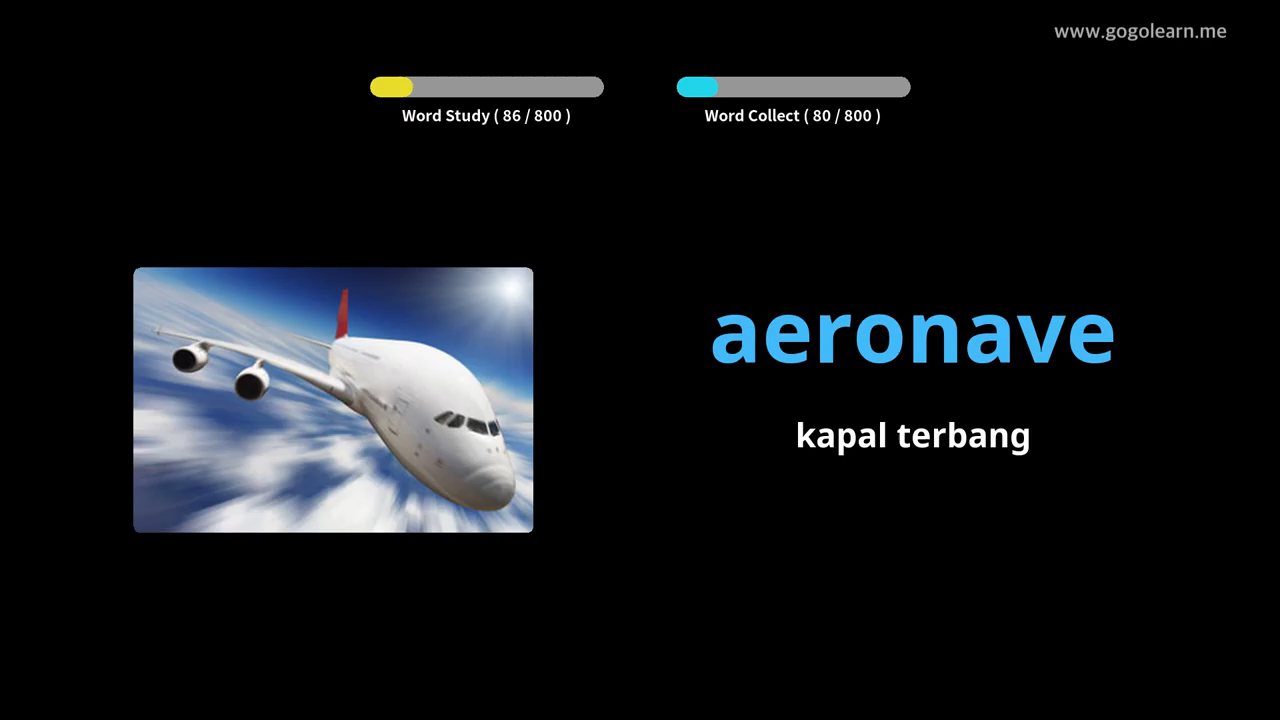 www.gogolearn.me
Word Study ( 86 / 800 )
Word Collect ( 80 / 800 )
aeronave
kapal terbang